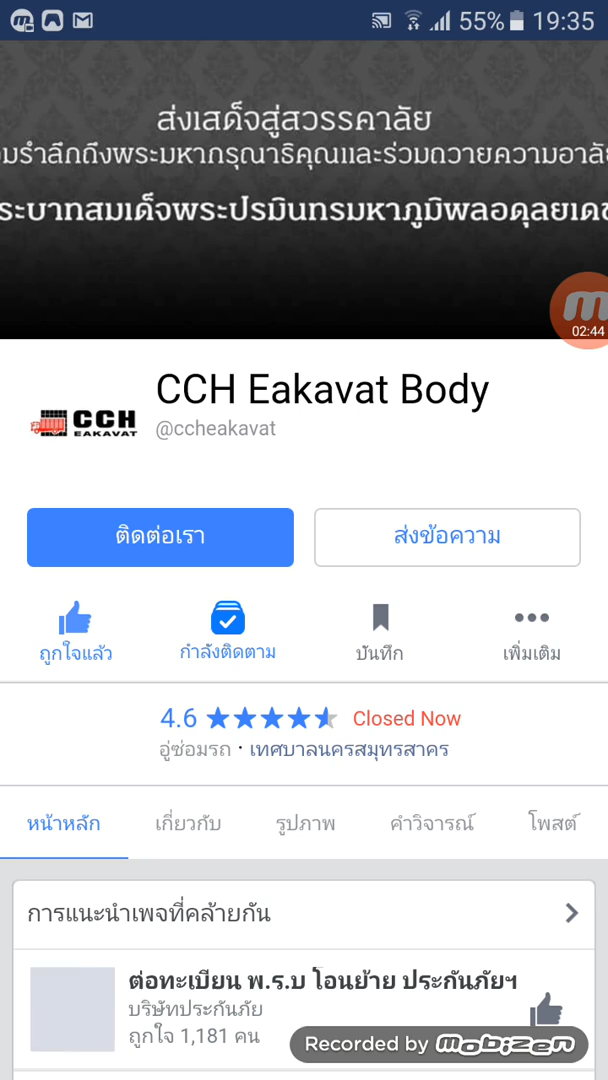 55% 19:35
ส่งเสด็จสู่สวรรคาลัย
มรำลึกถึงพระมหากรุณาธิคุณและร่วมถวายความอาลั
ระบาทสมเด็จพระปรมินทรมหาภูมิพลอดุลยเดช
02:44
CCH Eakavat Body
CCH
EAKAVAT
@ccheakavat
ติดต่อเรา ส่งข้อความ
ถูกใจแล้ว กำลังติดตาม บันทึก เพิ่มเติม
4.6 Closed Now
อู่ซ่อมรถ · เทศบาลนครสมุทรสาคร
หน้าหลัก เกี่ยวกับ รูปภาพ คำวิจารณ์ โพสต์
การแนะนำเพจที่คล้ายกัน
ต่อทะเบียน พ.ร.บ โอนย้าย ประกันภัยฯ
บริษัทประกันภัย
ถูกใจ 1,181 คน
Recorded by mobizen